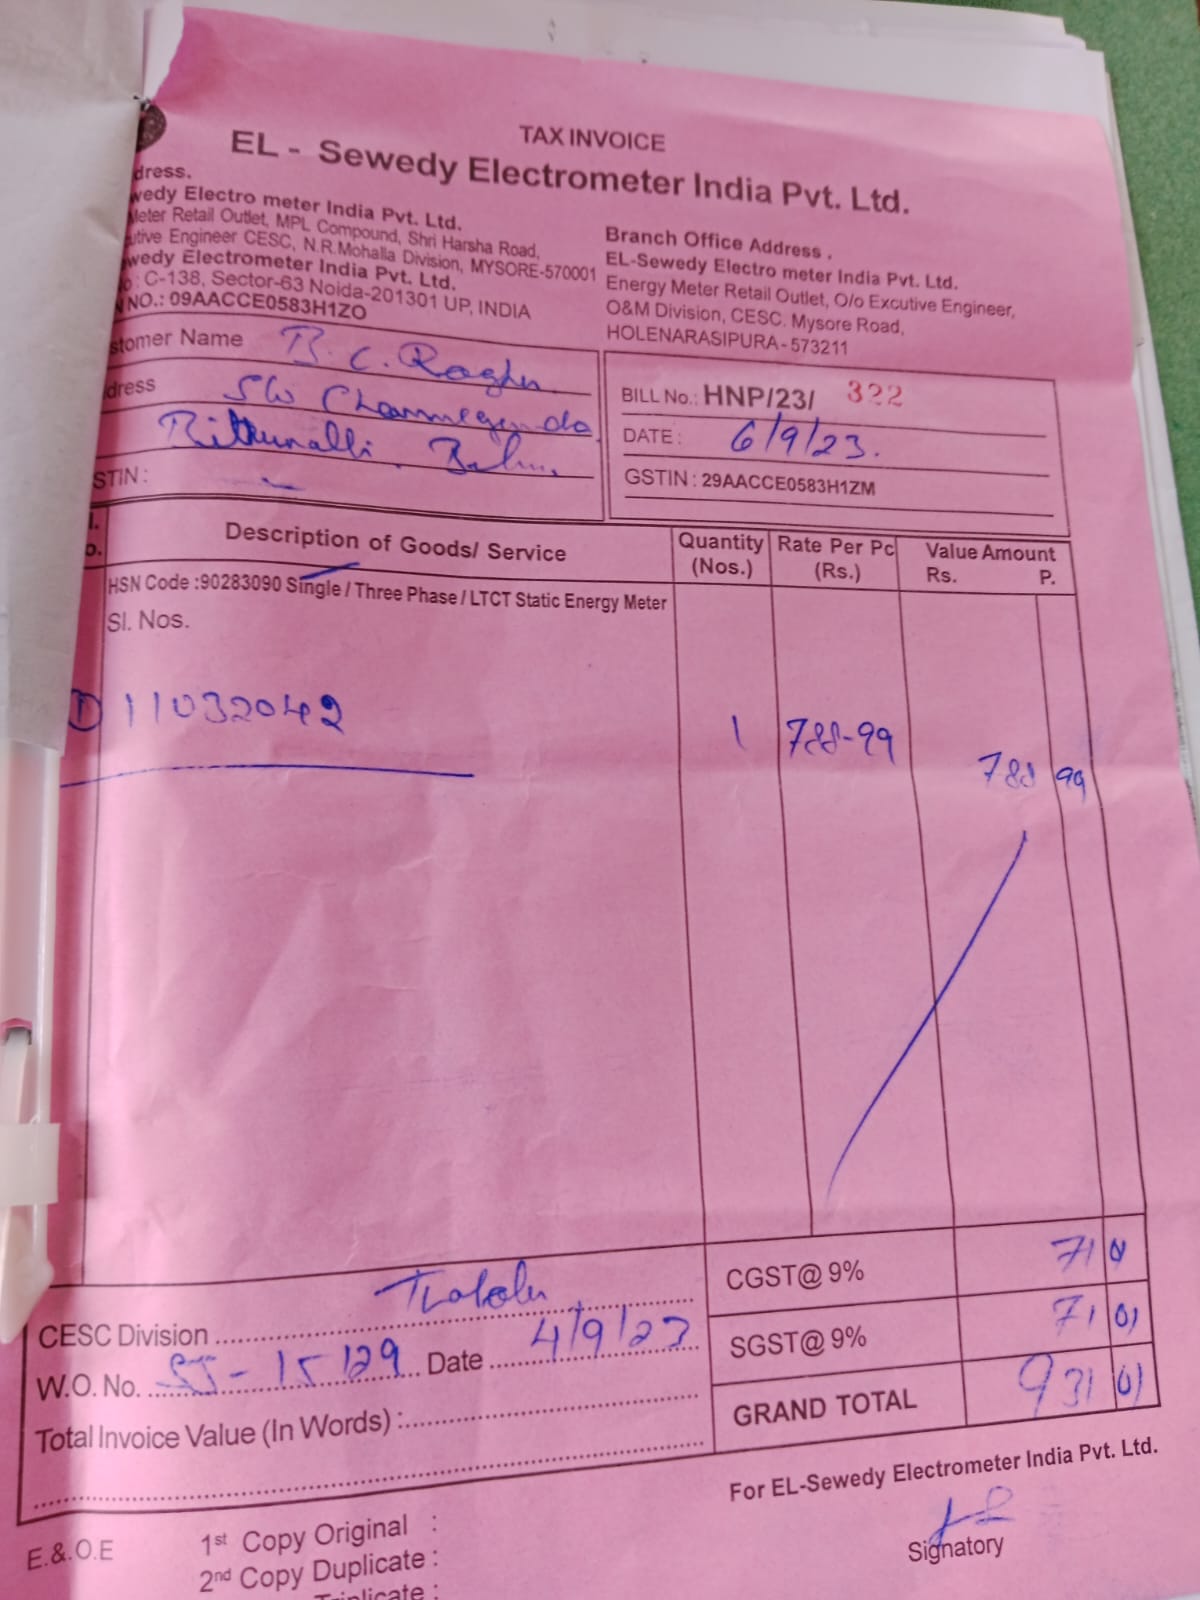 TAX INVOICE
EL - Sewedy Electrometer India Pvt. Ltd.
dress.
wedy Electro meter India Pvt. Ltd.
Meter Retail Outlet, MPL Compound, Shri Harsha Road,
utive Engineer CESC, N.R.Mohalla Division, MYSORE-570001
wedy Electrometer India Pvt. Ltd.
: C-138, Sector-63 Noida-201301 UP, INDIA
NO.: 09AACCE0583H1ZO
Branch Office Address .
EL-Sewedy Electro meter India Pvt. Ltd.
Energy Meter Retail Outlet, O/o Excutive Engineer,
O&M Division, CESC. Mysore Road,
HOLENARASIPURA - 573211
stomer Name B. C. Raghu
dress S/o Channegowda
STIN :
BILL No.: HNP/23/ 322
DATE : 6/9/23.
GSTIN : 29AACCE0583H1ZM
Description of Goods/ Service
Quantity (Nos.)
Rate Per Pc (Rs.)
Value Amount
Rs. P.
HSN Code :90283090 Single / Three Phase / LTCT Static Energy Meter
Sl. Nos.
1) 11032042 1 788-99 788 99
CGST@ 9% 71 01
SGST@ 9% 71 01
GRAND TOTAL 931 01
CESC Division
W.O. No. SJ-15129 Date 4/9/23
Total Invoice Value (In Words) :
For EL-Sewedy Electrometer India Pvt. Ltd.
Signatory
E.&.O.E
1st Copy Original :
2nd Copy Duplicate :
Triplicate :